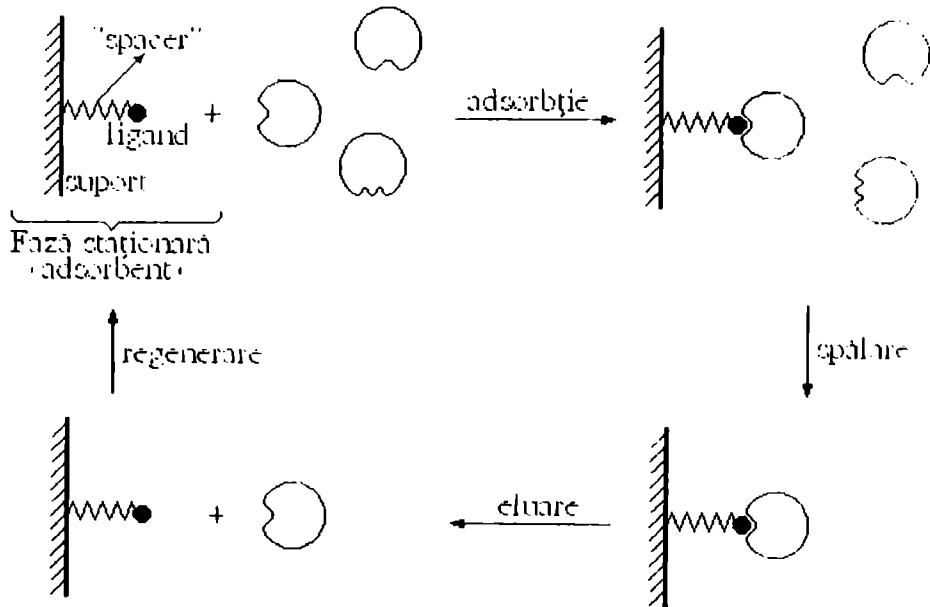 "spacer"
+
ligand
suport
Fază staționară
(adsorbent)
adsorbție
spălare
eluare
+
regenerare